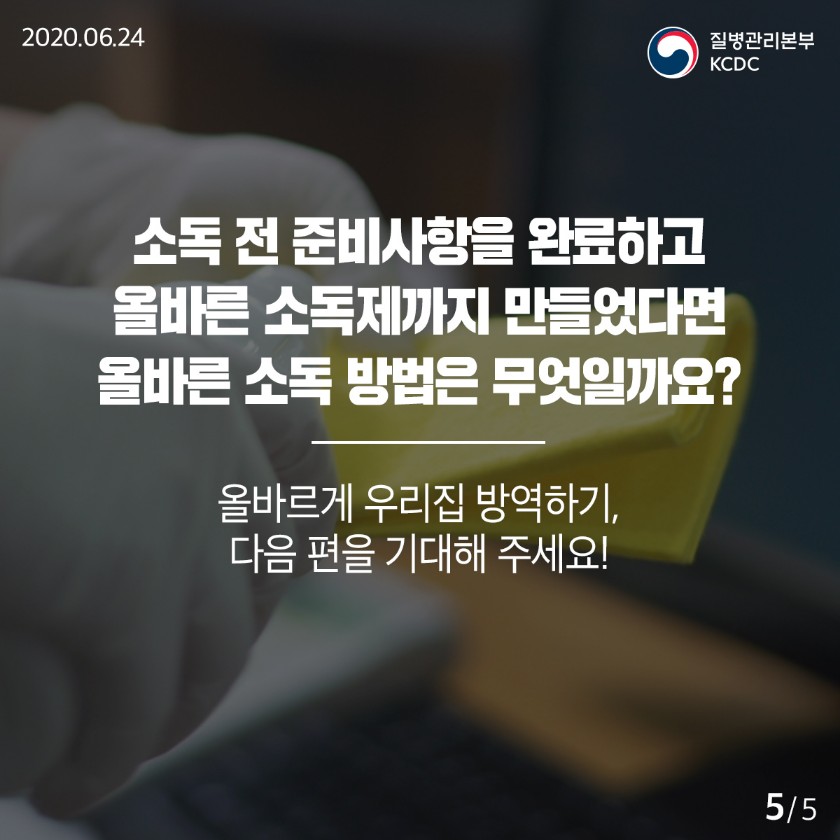 2020.06.24
질병관리본부
KCDC
소독 전 준비사항을 완료하고
올바른 소독제까지 만들었다면
올바른 소독 방법은 무엇일까요?
올바르게 우리집 방역하기,
다음 편을 기대해 주세요!
5/5